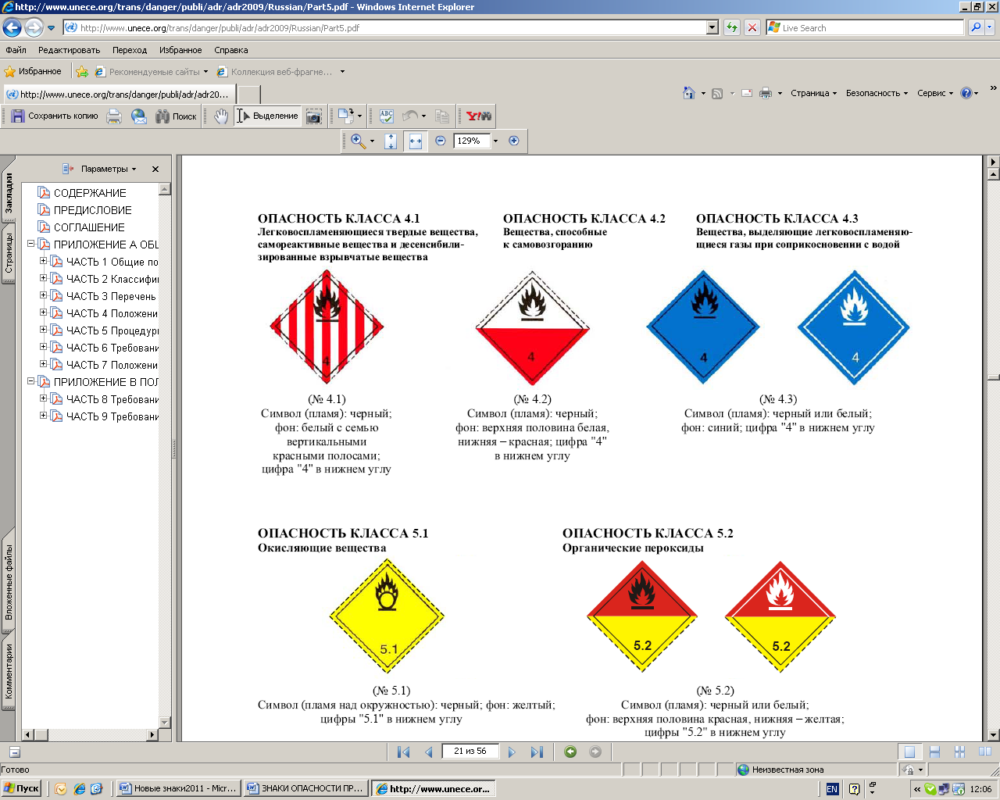 http://www.unece.org/trans/danger/publi/adr/adr2009/Russian/Part5.pdf - Windows Internet Explorer
http://www.unece.org/trans/danger/publi/adr/adr2009/Russian/Part5.pdf
Live Search
Файл Редактировать Переход Избранное Справка
Избранное Рекомендуемые сайты Коллекция веб-фрагме...
http://www.unece.org/trans/danger/publi/adr/adr20... Страница Безопасность Сервис
Сохранить копию Поиск Выделение
129%
Закладки
Страницы
Вложенные файлы
Комментарии
Параметры
СОДЕРЖАНИЕ
ПРЕДИСЛОВИЕ
СОГЛАШЕНИЕ
ПРИЛОЖЕНИЕ А ОБЩ
ЧАСТЬ 1 Общие по
ЧАСТЬ 2 Классифи
ЧАСТЬ 3 Перечень
ЧАСТЬ 4 Положени
ЧАСТЬ 5 Процедуры
ЧАСТЬ 6 Требовани
ЧАСТЬ 7 Положени
ПРИЛОЖЕНИЕ В ПОЛ
ЧАСТЬ 8 Требовани
ЧАСТЬ 9 Требовани
ОПАСНОСТЬ КЛАССА 4.1
Легковоспламеняющиеся твердые вещества,
самореактивные вещества и десенсибили-
зированные взрывчатые вещества
4
(№ 4.1)
Символ (пламя): черный;
фон: белый с семью
вертикальными
красными полосами;
цифра "4" в нижнем углу
ОПАСНОСТЬ КЛАССА 4.2
Вещества, способные
к самовозгоранию
4
(№ 4.2)
Символ (пламя): черный;
фон: верхняя половина белая,
нижняя – красная; цифра "4"
в нижнем углу
ОПАСНОСТЬ КЛАССА 4.3
Вещества, выделяющие легковоспламеняю-
щиеся газы при соприкосновении с водой
4 4
(№ 4.3)
Символ (пламя): черный или белый;
фон: синий; цифра "4" в нижнем углу
ОПАСНОСТЬ КЛАССА 5.1
Окисляющие вещества
5.1
(№ 5.1)
Символ (пламя над окружностью): черный; фон: желтый;
цифры "5.1" в нижнем углу
ОПАСНОСТЬ КЛАССА 5.2
Органические пероксиды
5.2 5.2
(№ 5.2)
Символ (пламя): черный или белый;
фон: верхняя половина красная, нижняя – желтая;
цифры "5.2" в нижнем углу
21 из 56
Готово Неизвестная зона
Пуск Новые знаки2011 - Micr... ЗНАКИ ОПАСНОСТИ ПР... http://www.unece.or... EN 12:06